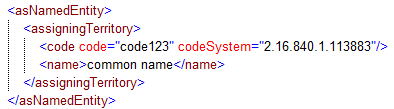 <asNamedEntity>
<assigningTerritory>
<code code="code123" codeSystem="2.16.840.1.113883"/>
<name>common name</name>
</assigningTerritory>
</asNamedEntity>